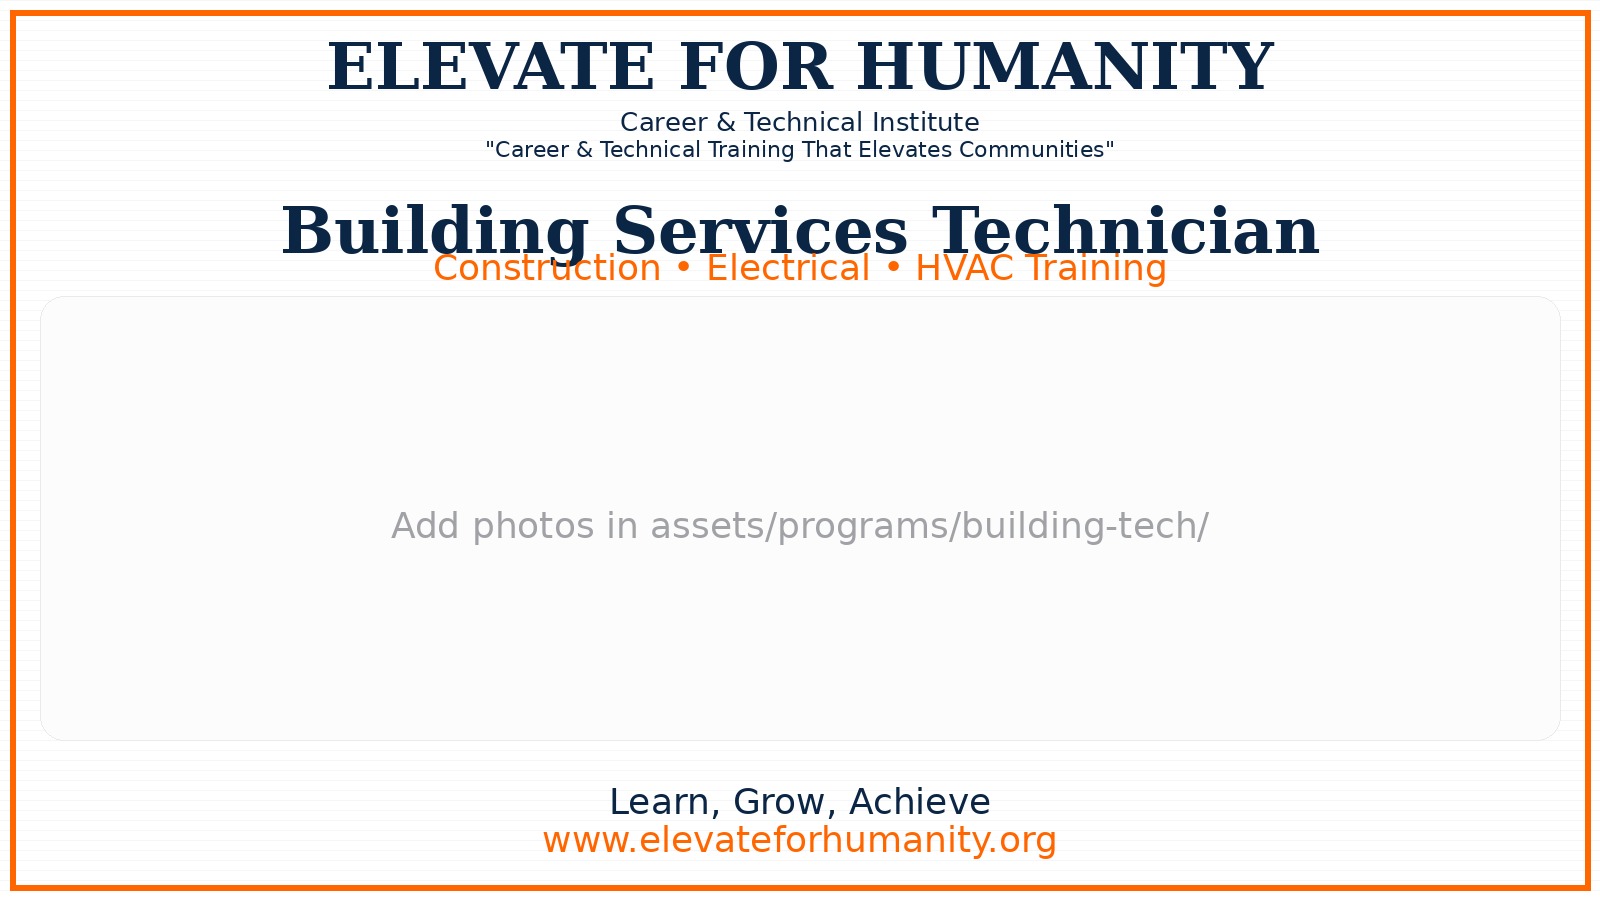 ELEVATE FOR HUMANITY
Career & Technical Institute
"Career & Technical Training That Elevates Communities"
Building Services Technician
Construction • Electrical • HVAC Training
Add photos in assets/programs/building-tech/
Learn, Grow, Achieve
www.elevateforhumanity.org